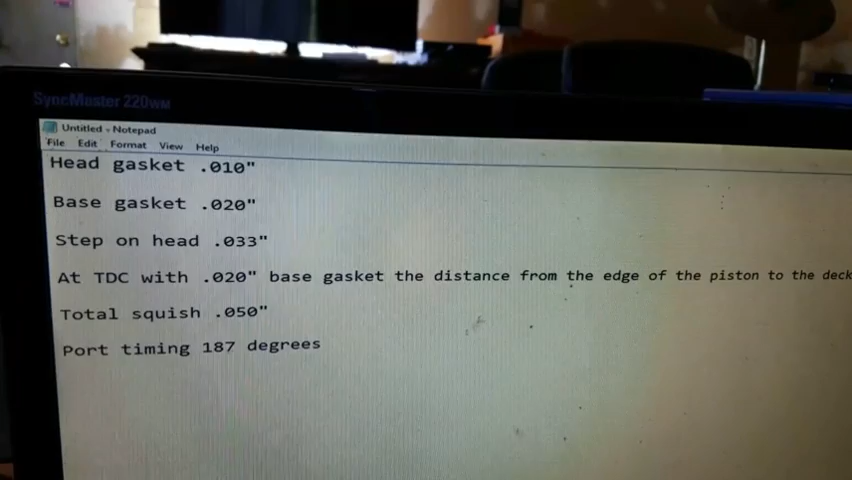 SyncMaster 220WM
Untitled - Notepad
File Edit Format View Help
Head gasket .010"
Base gasket .020"
Step on head .033"
At TDC with .020" base gasket the distance from the edge of the piston to the deck
Total squish .050"
Port timing 187 degrees